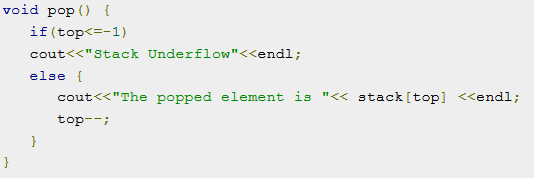 void pop() {
   if(top<=-1)
   cout<<"Stack Underflow"<<endl;
   else {
      cout<<"The popped element is "<< stack[top] <<endl;
      top--;
   }
}